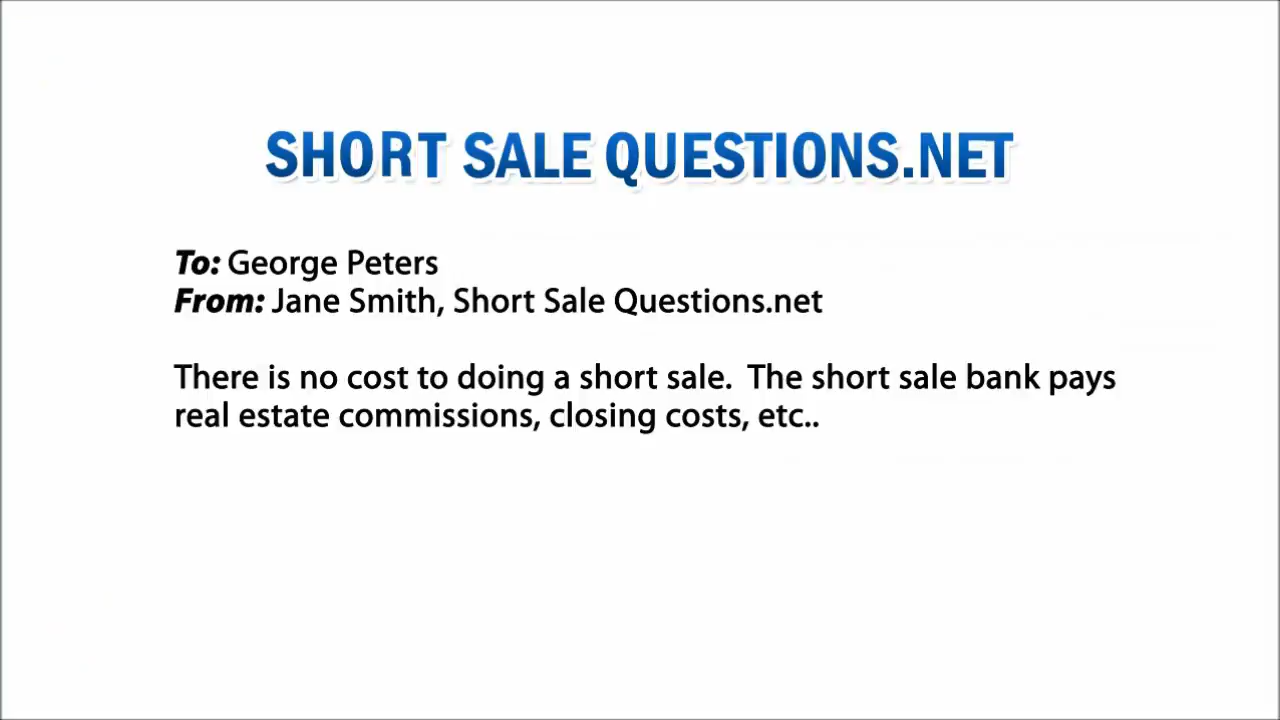 SHORT SALE QUESTIONS.NET
To: George Peters
From: Jane Smith, Short Sale Questions.net
There is no cost to doing a short sale.  The short sale bank pays
real estate commissions, closing costs, etc..